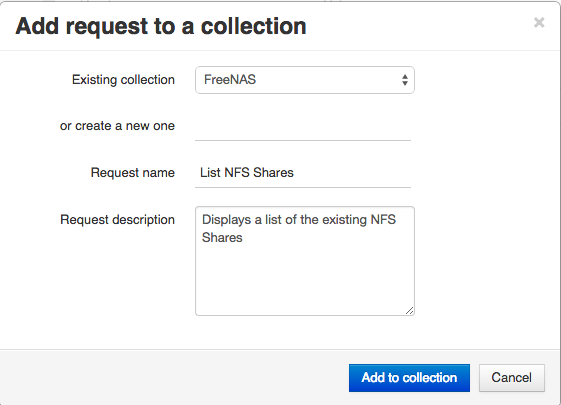 Add request to a collection
×
Existing collection
FreeNAS
or create a new one
Request name
List NFS Shares
Request description
Displays a list of the existing NFS
Shares
Add to collection
Cancel